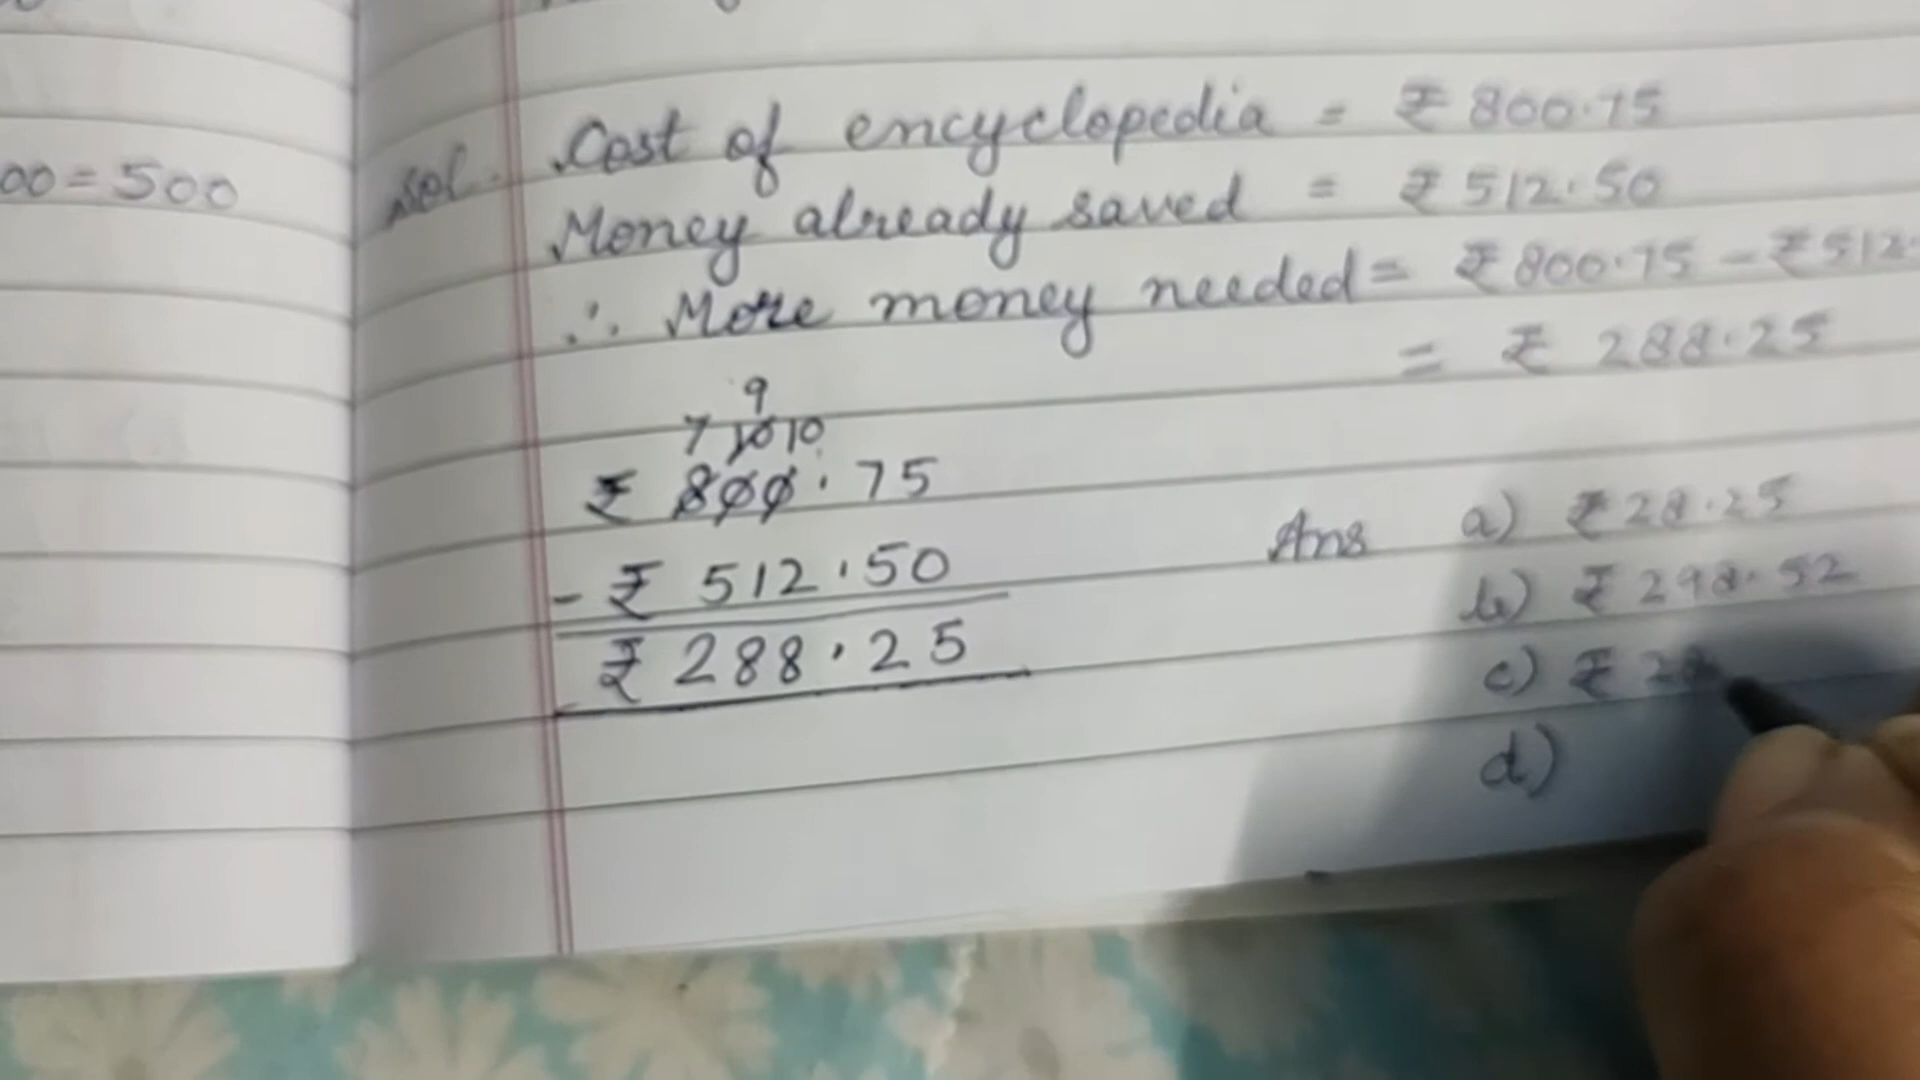 00 = 500
Sol. Cost of encyclopedia = ₹ 800.75
Money already saved = ₹ 512.50
∴ More money needed = ₹ 800.75 - ₹ 512.
= ₹ 288.25
9
7 10 10
₹ 800.75
- ₹ 512.50
₹ 288.25
Ans a) ₹ 28.25
b) ₹ 298.52
c) ₹ 28
d)